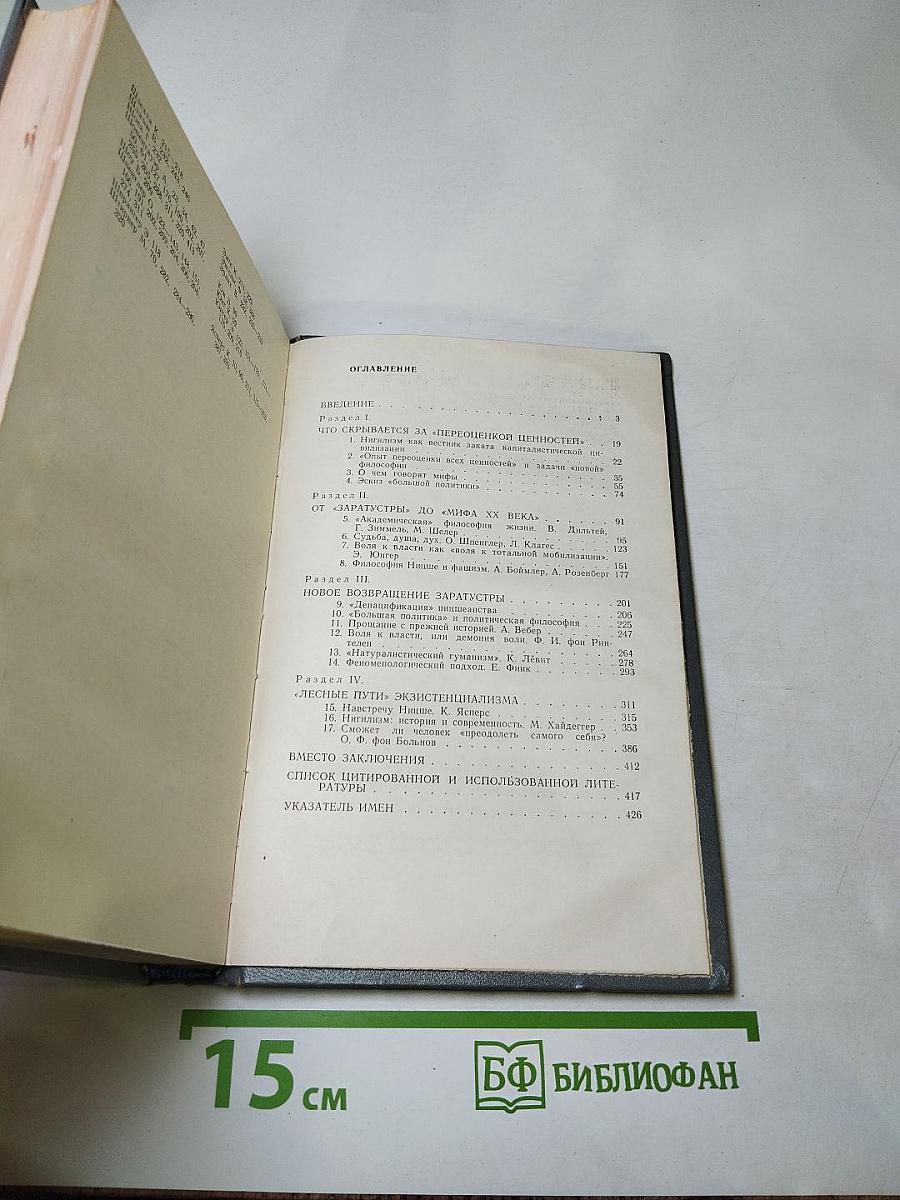 ОГЛАВЛЕНИЕ
ВВЕДЕНИЕ . . . . . . . . . . . . . . . . 3
Раздел I.
ЧТО СКРЫВАЕТСЯ ЗА «ПЕРЕОЦЕНКОЙ ЦЕННОСТЕЙ» . . 19
1. Нигилизм как вестник заката капиталистической ци-
вилизации . . . . . . . . . . . . . . 22
2. «Опыт переоценки всех ценностей» и задачи «новой»
философии . . . . . . . . . . . . . . 35
3. О чем говорят мифы . . . . . . . . . . . 55
4. Эскиз «большой политики» . . . . . . . . . 74
Раздел II.
ОТ «ЗАРАТУСТРЫ» ДО «МИФА XX ВЕКА» . . . . . . 91
5. «Академическая» философия жизни. В. Дильтей,
Г. Зиммель, М. Шелер . . . . . . . . . . 95
6. Судьба, душа, дух. О. Шпенглер, Л. Клагес . . . 123
7. Воля к власти как «воля к тотальной мобилизации».
Э. Юнгер . . . . . . . . . . . . . . 151
8. Философия Ницше и фашизм. А. Боймлер, А. Розенберг 177
Раздел III.
НОВОЕ ВОЗВРАЩЕНИЕ ЗАРАТУСТРЫ . . . . . . . . 201
9. «Денацификация» ницшеанства . . . . . . . . 206
10. «Большая политика» и политическая философия . . . 225
11. Прощание с прежней историей. А. Вебер . . . . . 247
12. Воля к власти, или демония воли. Ф. И. фон Рин-
телен . . . . . . . . . . . . . . . 264
13. «Натуралистический гуманизм». К. Лёвит . . . . 278
14. Феноменологический подход. Е. Финк . . . . . . 293
Раздел IV.
«ЛЕСНЫЕ ПУТИ» ЭКЗИСТЕНЦИАЛИЗМА . . . . . . . 311
15. Навстречу Ницше. К. Ясперс . . . . . . . . 315
16. Нигилизм: история и современность. М. Хайдеггер . . 353
17. Сможет ли человек «преодолеть самого себя»?
О. Ф. фон Больнов . . . . . . . . . . . 386
ВМЕСТО ЗАКЛЮЧЕНИЯ . . . . . . . . . . . . 412
СПИСОК ЦИТИРОВАННОЙ И ИСПОЛЬЗОВАННОЙ ЛИТЕ-
РАТУРЫ . . . . . . . . . . . . . . . 417
УКАЗАТЕЛЬ ИМЕН . . . . . . . . . . . . . 426
15 см
БФ БИБЛИОФАН